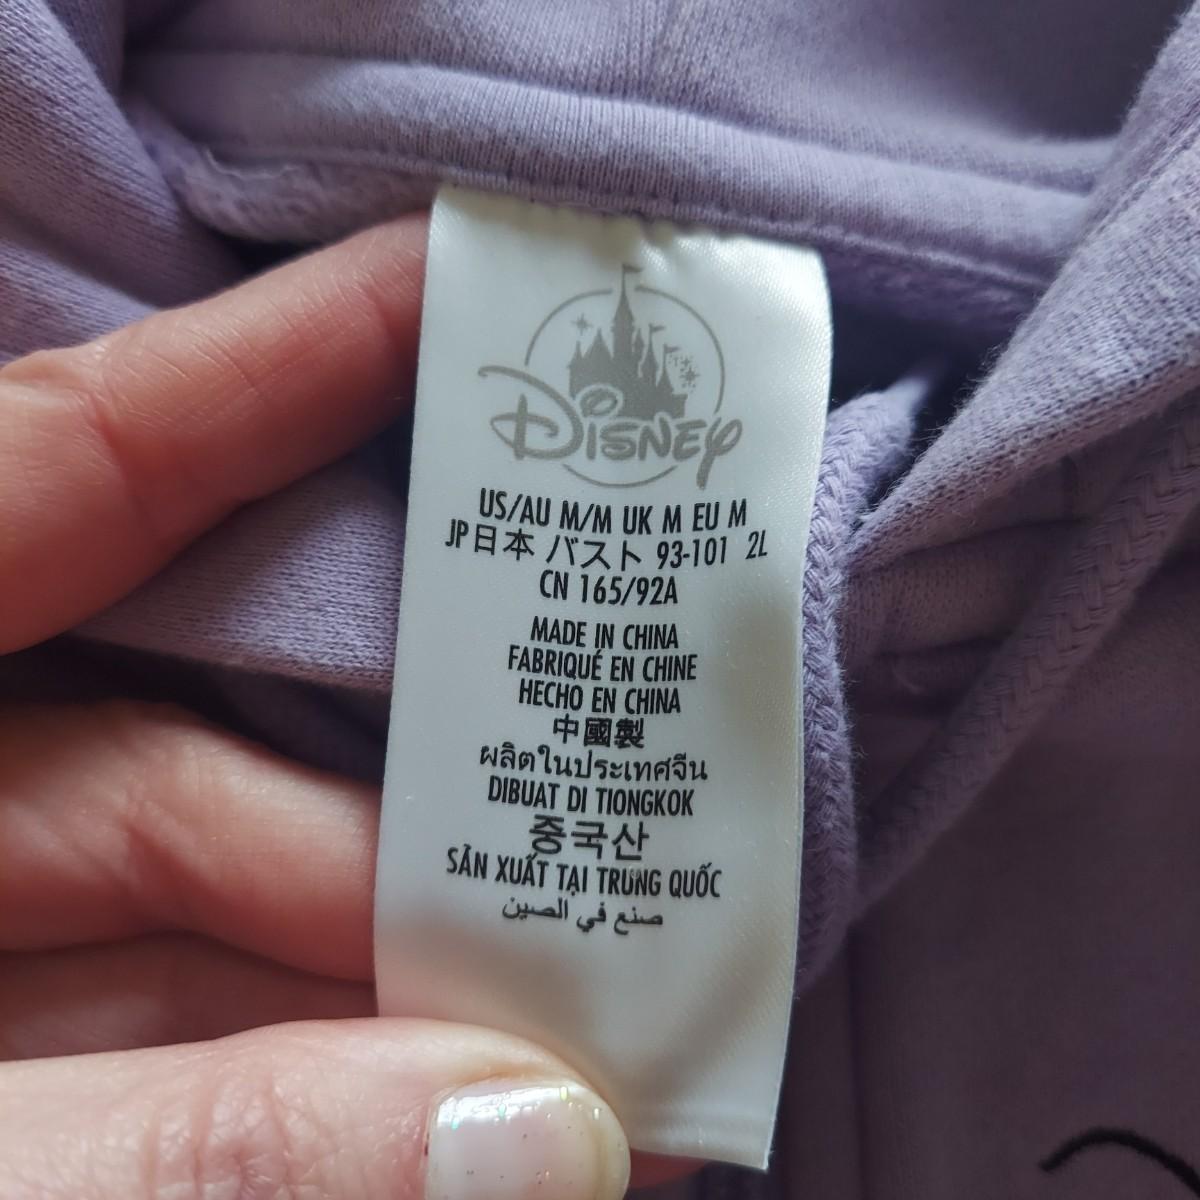 Disney
US/AU M/M UK M EU M
JP日本 バスト 93-101 2L
CN 165/92A
MADE IN CHINA
FABRIQUÉ EN CHINE
HECHO EN CHINA
中國製
ผลิตในประเทศจีน
DIBUAT DI TIONGKOK
중국산
SẢN XUẤT TẠI TRUNG QUỐC
صنع في الصين